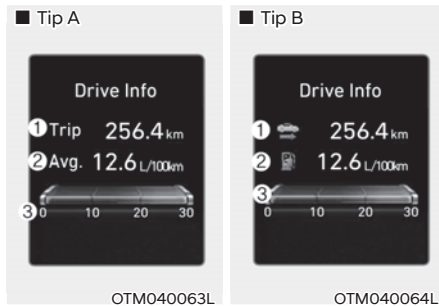 ■ Tip A
Drive Info
① Trip 256.4 km
② Avg. 12.6 L/100km
③
0 10 20 30
OTM040063L
■ Tip B
Drive Info
① 256.4 km
② 12.6 L/100km
③
0 10 20 30
OTM040064L